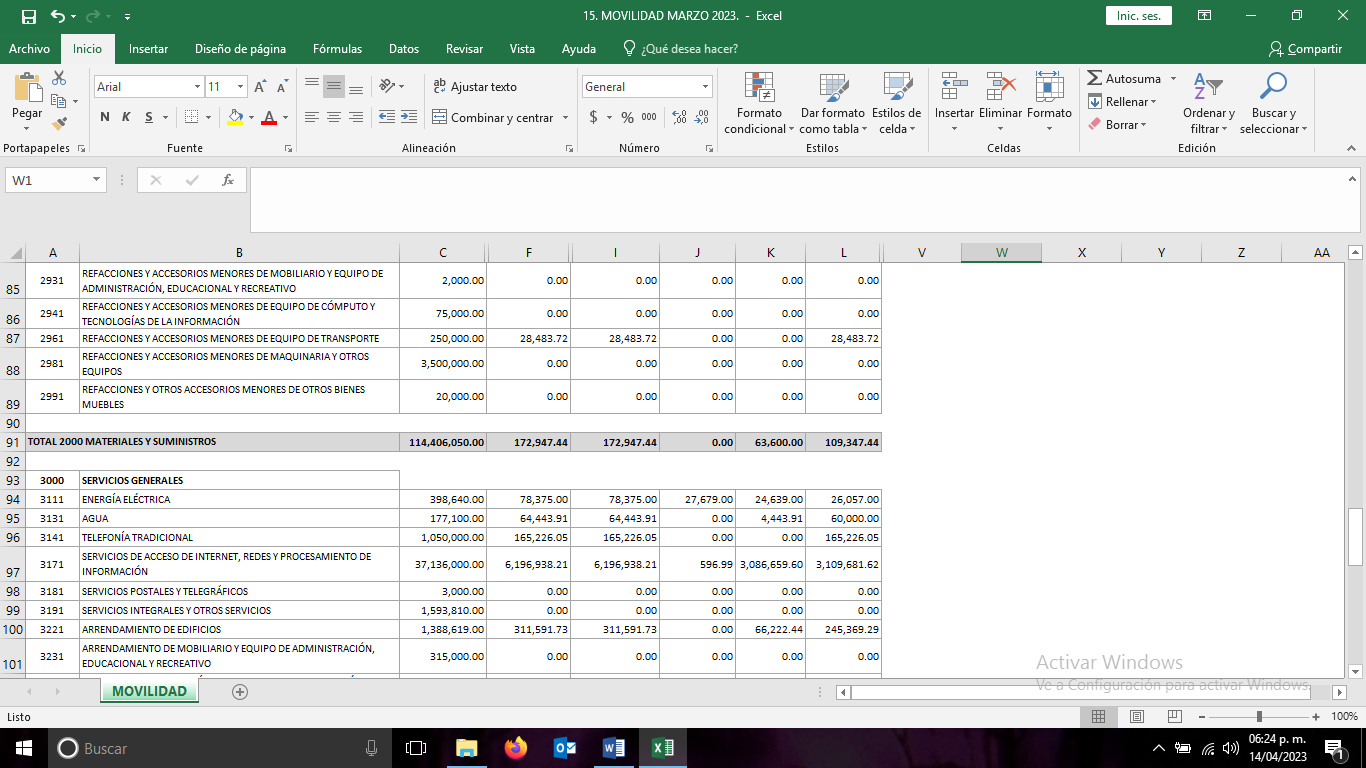 15. MOVILIDAD MARZO 2023. - Excel
Inic. ses.
Archivo Inicio Insertar Diseño de página Fórmulas Datos Revisar Vista Ayuda ¿Qué desea hacer? Compartir
Pegar
Arial 11
N K S
Ajustar texto
Combinar y centrar
General
$ % 000
Formato condicional
Dar formato como tabla
Estilos de celda
Insertar Eliminar Formato
Autosuma
Rellenar
Borrar
Ordenar y filtrar
Buscar y seleccionar
Portapapeles Fuente Alineación Número Estilos Celdas Edición
W1 fx
A B C F I J K L V W X Y Z AA
85 2931 REFACCIONES Y ACCESORIOS MENORES DE MOBILIARIO Y EQUIPO DE ADMINISTRACIÓN, EDUCACIONAL Y RECREATIVO 2,000.00 0.00 0.00 0.00 0.00 0.00
86 2941 REFACCIONES Y ACCESORIOS MENORES DE EQUIPO DE CÓMPUTO Y TECNOLOGÍAS DE LA INFORMACIÓN 75,000.00 0.00 0.00 0.00 0.00 0.00
87 2961 REFACCIONES Y ACCESORIOS MENORES DE EQUIPO DE TRANSPORTE 250,000.00 28,483.72 28,483.72 0.00 0.00 28,483.72
88 2981 REFACCIONES Y ACCESORIOS MENORES DE MAQUINARIA Y OTROS EQUIPOS 3,500,000.00 0.00 0.00 0.00 0.00 0.00
89 2991 REFACCIONES Y OTROS ACCESORIOS MENORES DE OTROS BIENES MUEBLES 20,000.00 0.00 0.00 0.00 0.00 0.00
90
91 TOTAL 2000 MATERIALES Y SUMINISTROS 114,406,050.00 172,947.44 172,947.44 0.00 63,600.00 109,347.44
92
93 3000 SERVICIOS GENERALES
94 3111 ENERGÍA ELÉCTRICA 398,640.00 78,375.00 78,375.00 27,679.00 24,639.00 26,057.00
95 3131 AGUA 177,100.00 64,443.91 64,443.91 0.00 4,443.91 60,000.00
96 3141 TELEFONÍA TRADICIONAL 1,050,000.00 165,226.05 165,226.05 0.00 0.00 165,226.05
97 3171 SERVICIOS DE ACCESO DE INTERNET, REDES Y PROCESAMIENTO DE INFORMACIÓN 37,136,000.00 6,196,938.21 6,196,938.21 596.99 3,086,659.60 3,109,681.62
98 3181 SERVICIOS POSTALES Y TELEGRÁFICOS 3,000.00 0.00 0.00 0.00 0.00 0.00
99 3191 SERVICIOS INTEGRALES Y OTROS SERVICIOS 1,593,810.00 0.00 0.00 0.00 0.00 0.00
100 3221 ARRENDAMIENTO DE EDIFICIOS 1,388,619.00 311,591.73 311,591.73 0.00 66,222.44 245,369.29
101 3231 ARRENDAMIENTO DE MOBILIARIO Y EQUIPO DE ADMINISTRACIÓN, EDUCACIONAL Y RECREATIVO 315,000.00 0.00 0.00 0.00 0.00 0.00
Activar Windows
Ve a Configuración para activar Windows.
MOVILIDAD
Listo 100%
Buscar
06:24 p. m.
14/04/2023
1